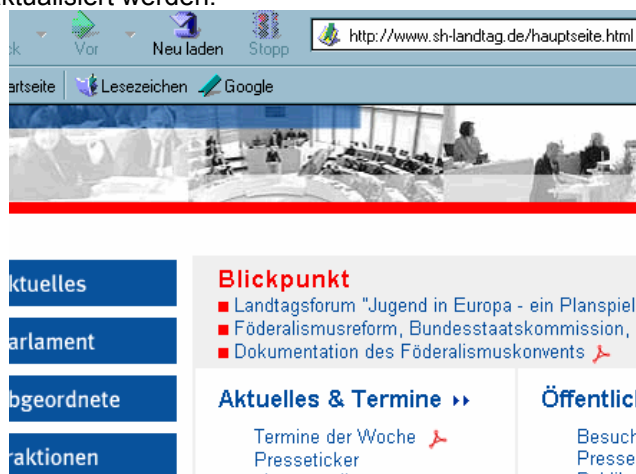 ktualisiert werden.
ck Vor Neu laden Stopp http://www.sh-landtag.de/hauptseite.html
artseite Lesezeichen Google
Blickpunkt
ktuelles
Landtagsforum "Jugend in Europa - ein Planspiel
Föderalismusreform, Bundesstaatskommission,
arlament
Dokumentation des Föderalismuskonvents
bgeordnete
Aktuelles & Termine Öffentlic
Termine der Woche Besuch
raktionen
Presseticker Presse